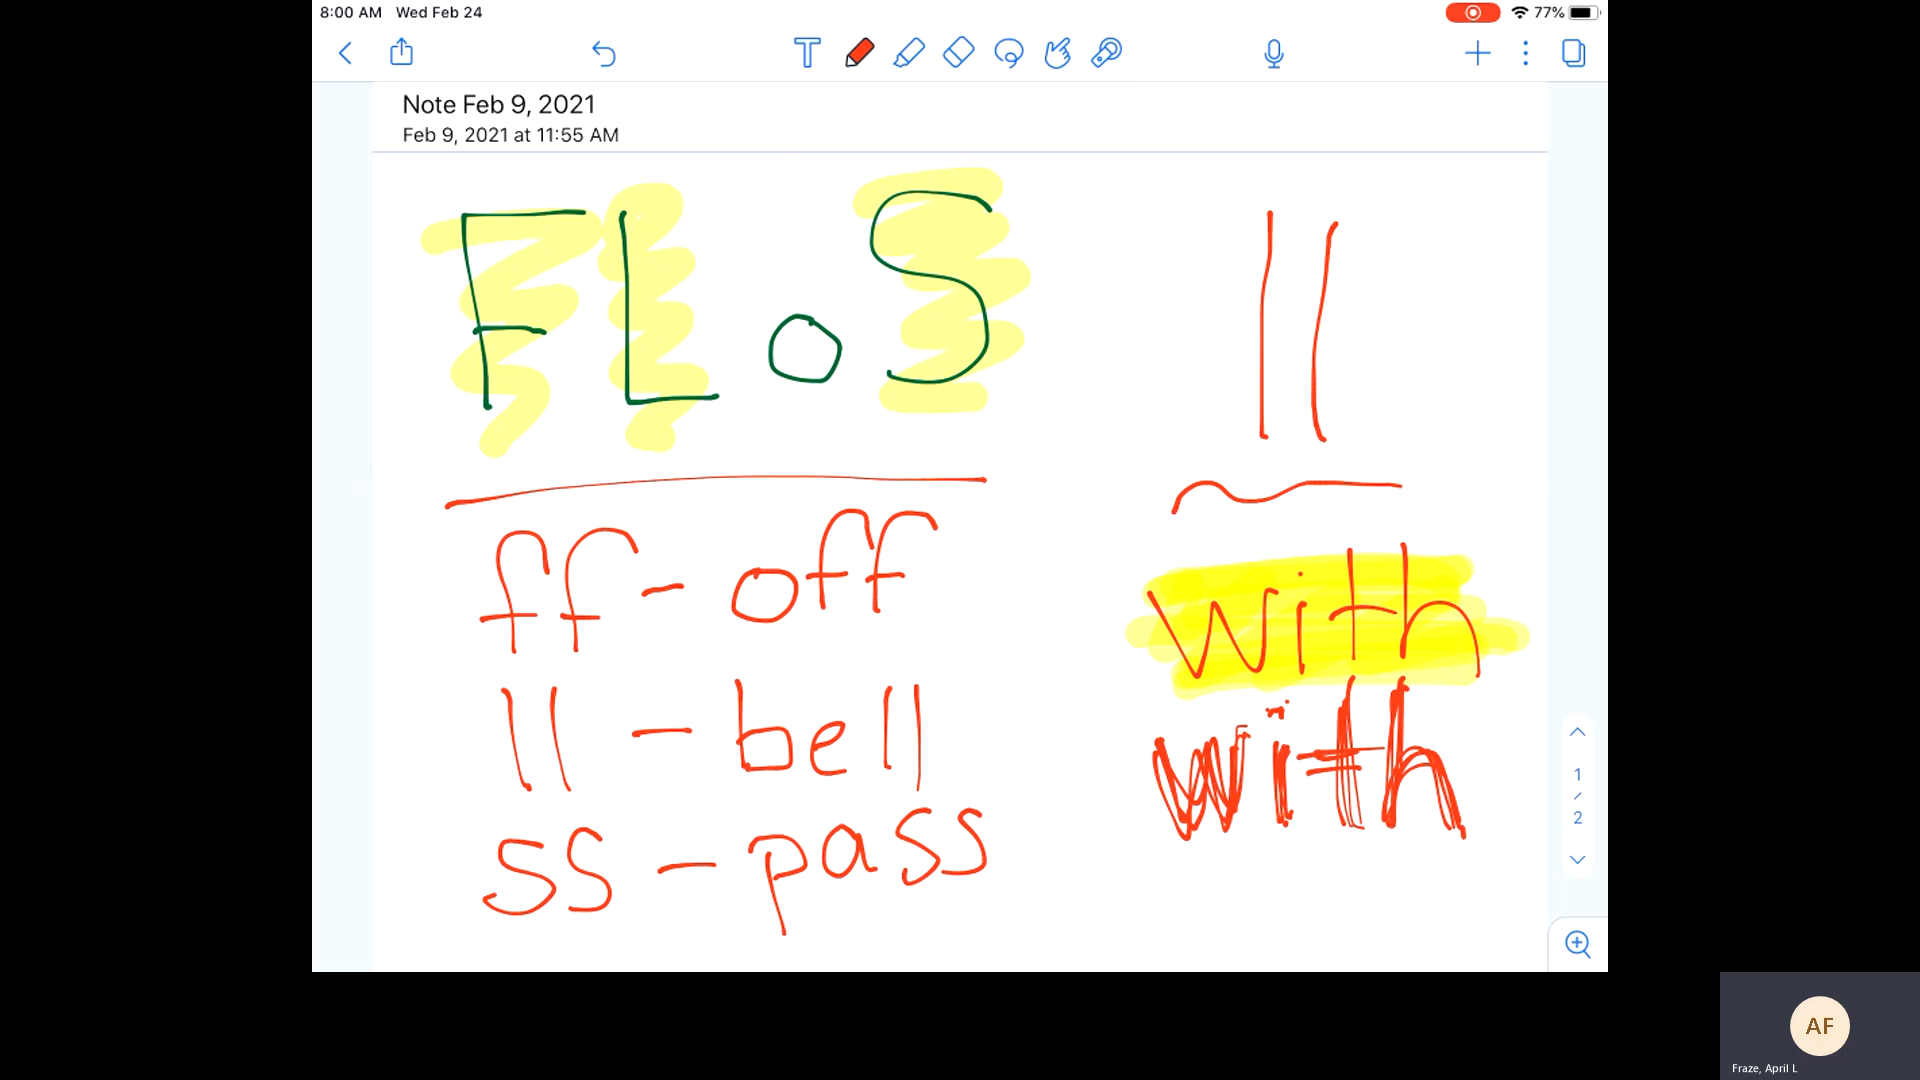 8:00 AM Wed Feb 24
77%
T
Note Feb 9, 2021
Feb 9, 2021 at 11:55 AM
FLoS
ll
ff - off
ll - bell
ss - pass
with
with
1
/
2
AF
Fraze, April L